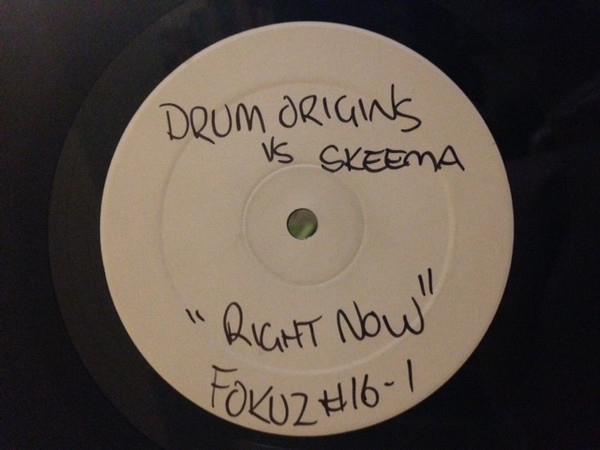 DRUM ORIGINS
VS SKEEMA
"RIGHT NOW"
FOKUZ #16-1